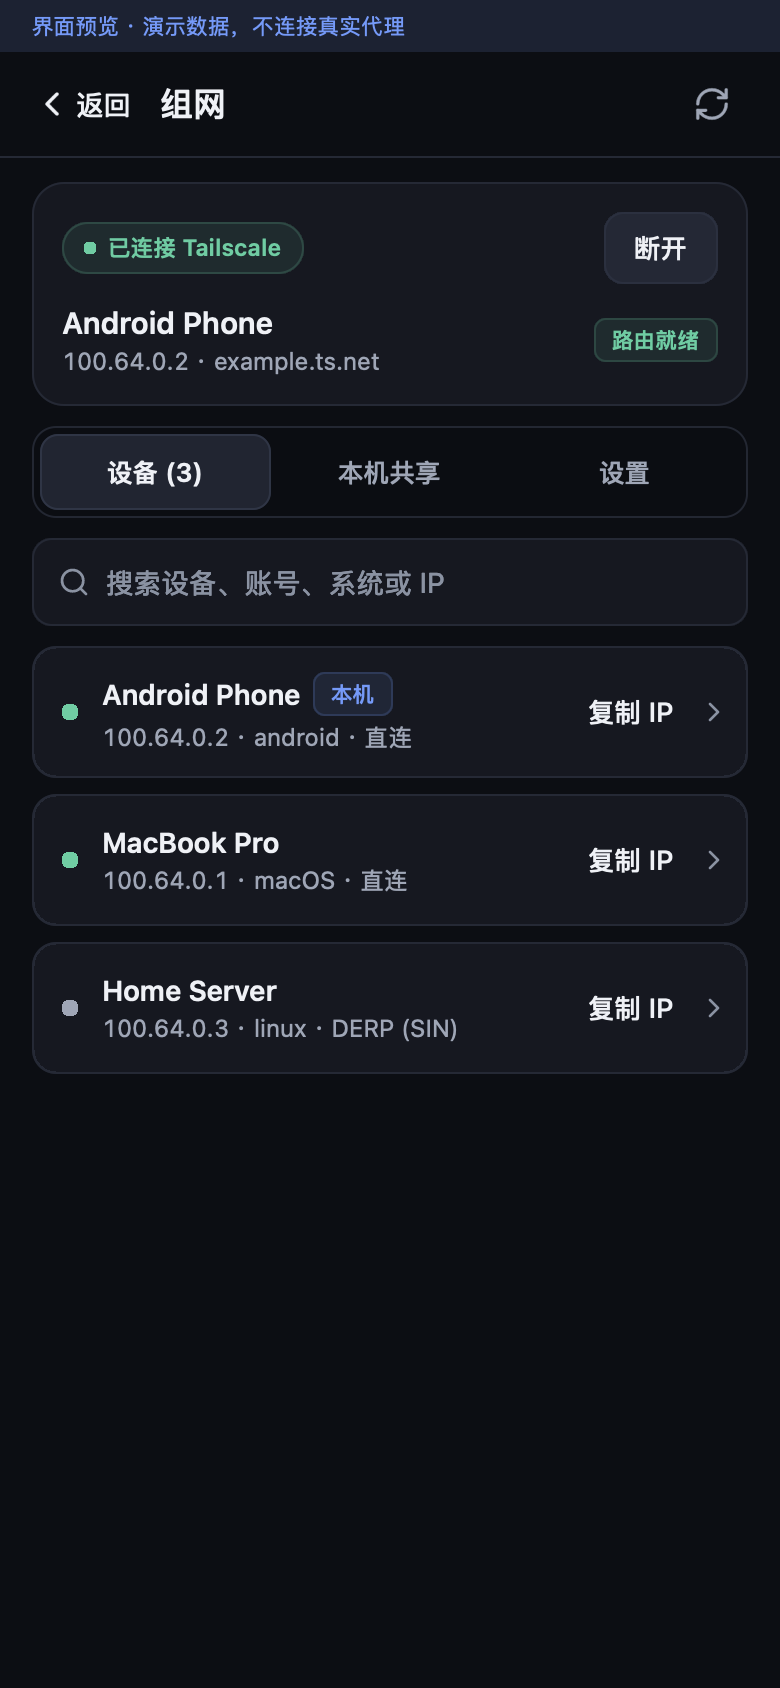 界面预览 · 演示数据，不连接真实代理
返回 组网
已连接 Tailscale
断开
Android Phone
100.64.0.2 · example.ts.net
路由就绪
设备 (3) 本机共享 设置
搜索设备、账号、系统或 IP
Android Phone 本机
100.64.0.2 · android · 直连
复制 IP
MacBook Pro
100.64.0.1 · macOS · 直连
复制 IP
Home Server
100.64.0.3 · linux · DERP (SIN)
复制 IP